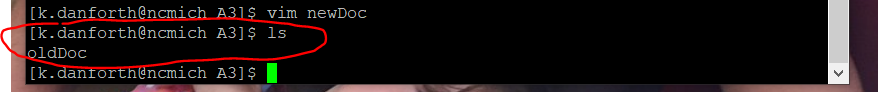 [k.danforth@ncmich A3]$ vim newDoc
[k.danforth@ncmich A3]$ ls
oldDoc
[k.danforth@ncmich A3]$